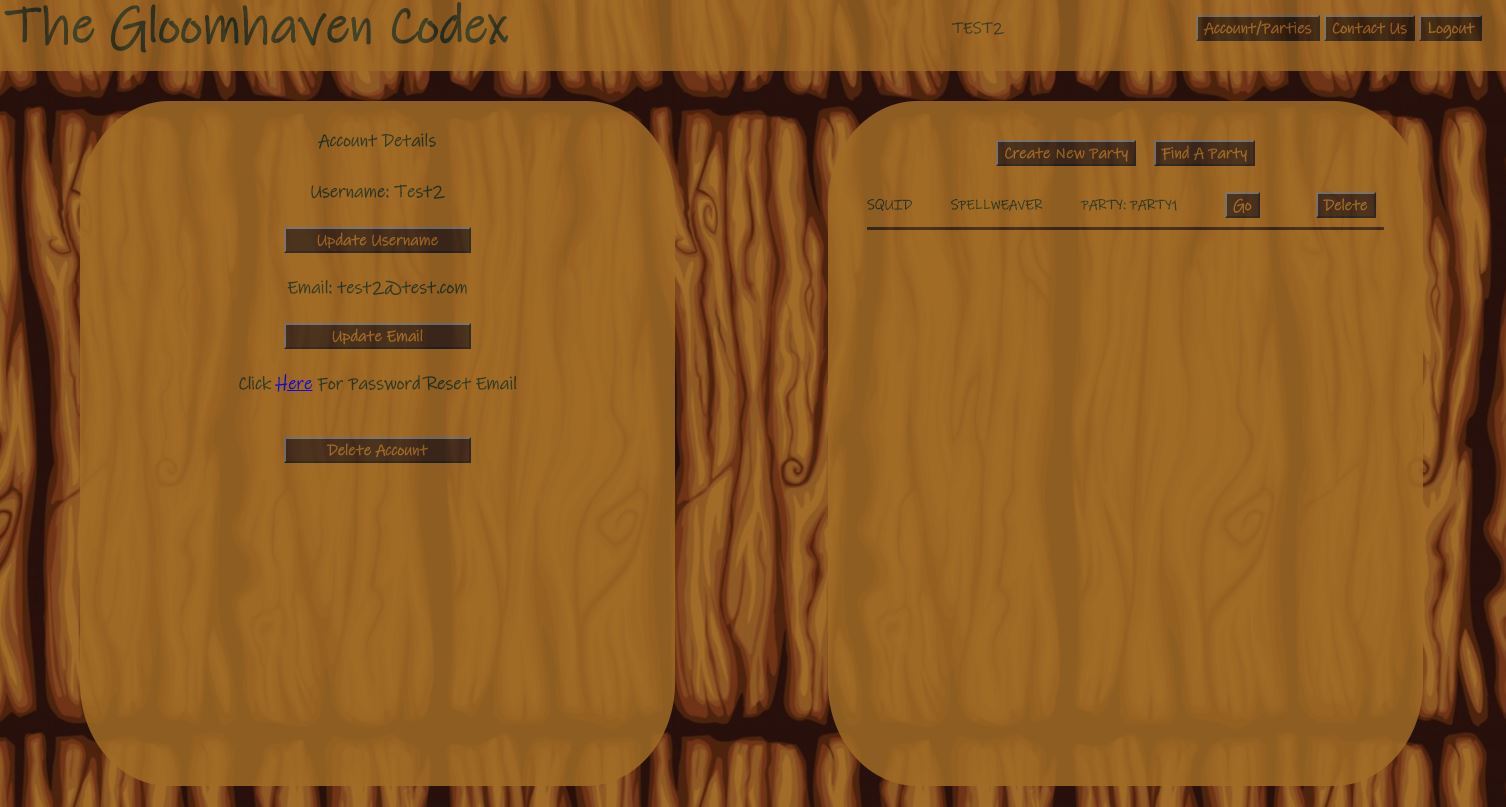 The Gloomhaven Codex TEST2 Account/Parties Contact Us Logout
Account Details
Username: Test2
Update Username
Email: test2@test.com
Update Email
Click Here For Password Reset Email
Delete Account
Create New Party Find A Party
SQUID SPELLWEAVER PARTY: PARTY1 Go Delete